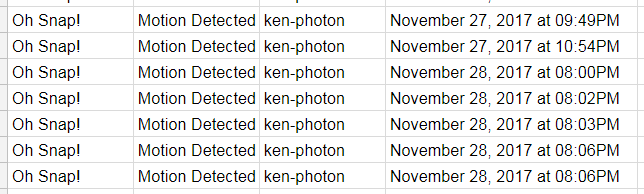 Oh Snap! Motion Detected ken-photon November 27, 2017 at 09:49PM
Oh Snap! Motion Detected ken-photon November 27, 2017 at 10:54PM
Oh Snap! Motion Detected ken-photon November 28, 2017 at 08:00PM
Oh Snap! Motion Detected ken-photon November 28, 2017 at 08:02PM
Oh Snap! Motion Detected ken-photon November 28, 2017 at 08:03PM
Oh Snap! Motion Detected ken-photon November 28, 2017 at 08:06PM
Oh Snap! Motion Detected ken-photon November 28, 2017 at 08:06PM